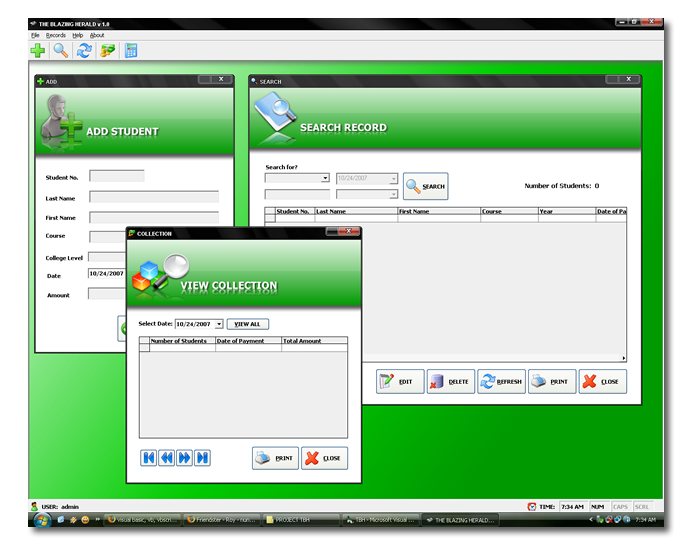 THE BLAZING HERALD v 1.0
File Records Help About
ADD
ADD STUDENT
Student No.
Last Name
First Name
Course
College Level
Date 10/24/2007
Amount
SEARCH
SEARCH RECORD
Search for?
10/24/2007
SEARCH
Number of Students: 0
Student No. Last Name First Name Course Year Date of Pa
EDIT DELETE REFRESH PRINT CLOSE
COLLECTION
VIEW COLLECTION
Select Date: 10/24/2007 VIEW ALL
Number of Students Date of Payment Total Amount
PRINT CLOSE
USER: admin
TIME: 7:34 AM NUM CAPS SCRL
visual basic, vb, vbscri... Friendster - Roy - nun... PROJECT TBH TBH - Microsoft Visual ... THE BLAZING HERALD... 7:34 AM